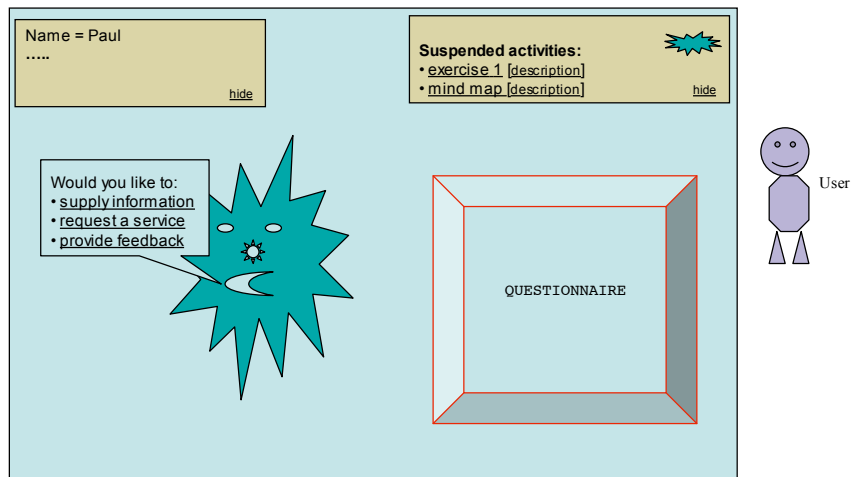 Name = Paul
.....
hide
Suspended activities:
• exercise 1 [description]
• mind map [description]
hide
Would you like to:
• supply information
• request a service
• provide feedback
QUESTIONNAIRE
User